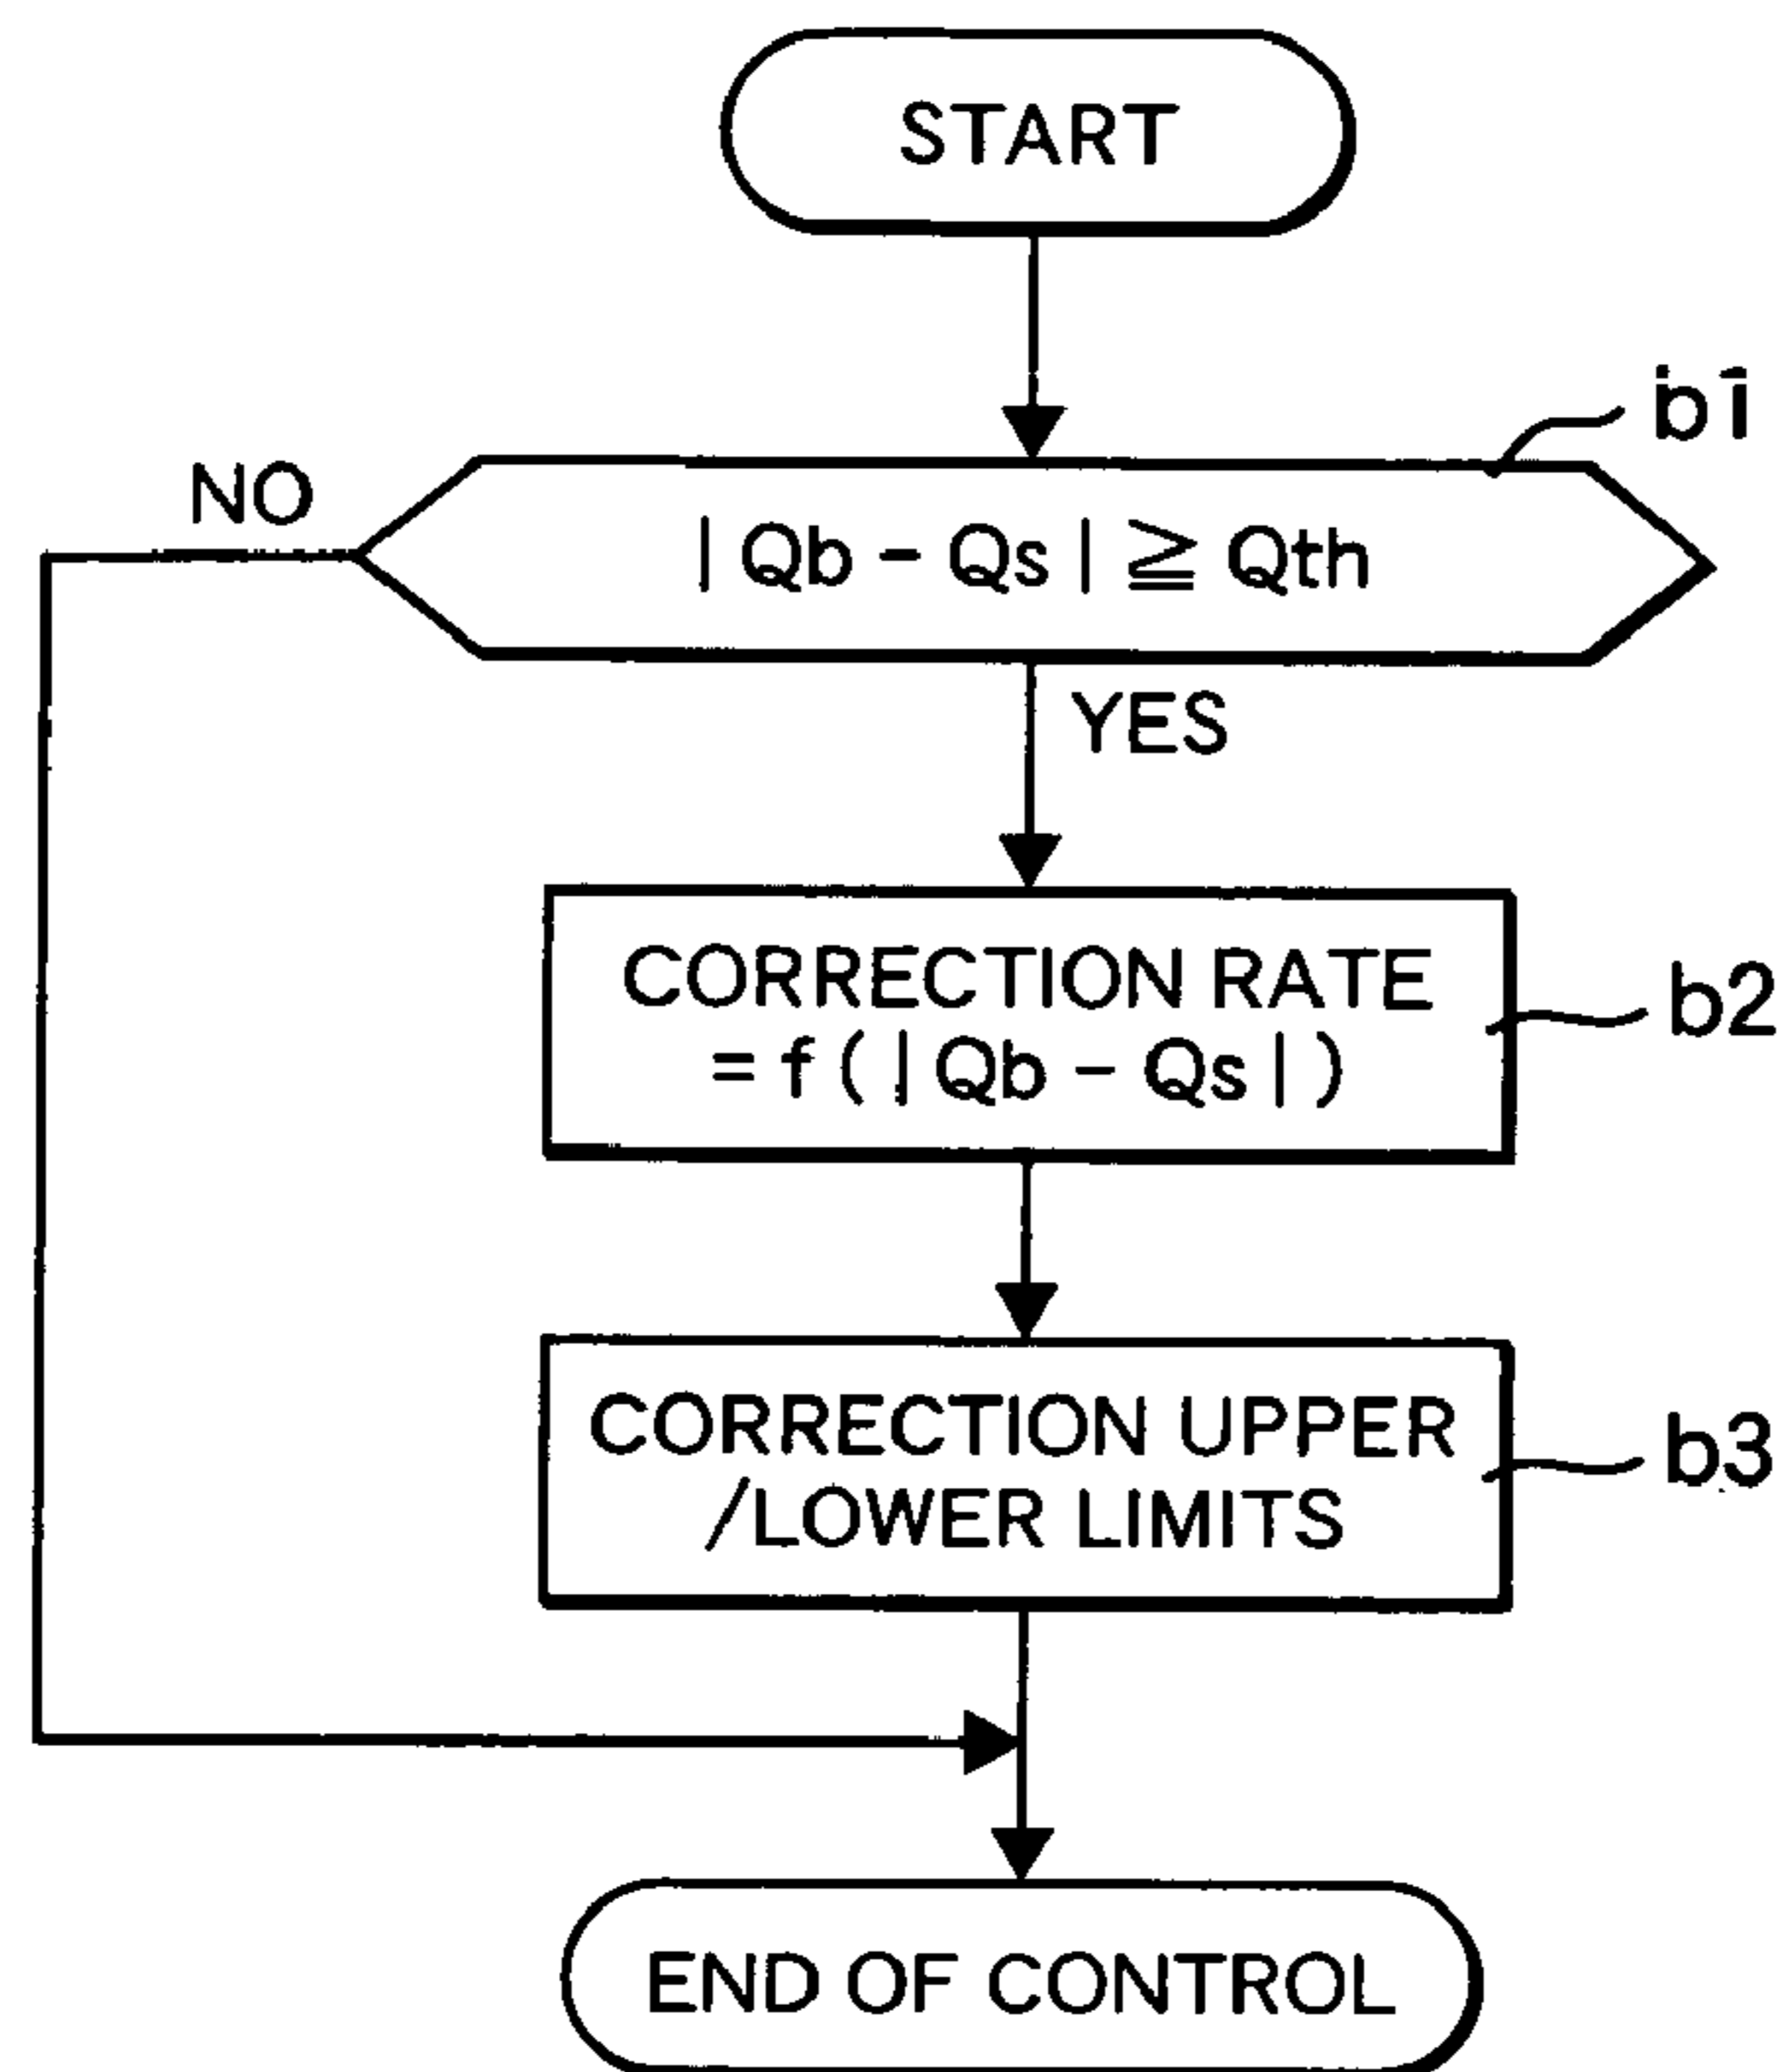 START
b1
NO
| Qb - Qs | ≧ Qth
YES
CORRECTION RATE
= f ( | Qb - Qs | )
b2
CORRECTION UPPER
/LOWER LIMITS
b3
END OF CONTROL